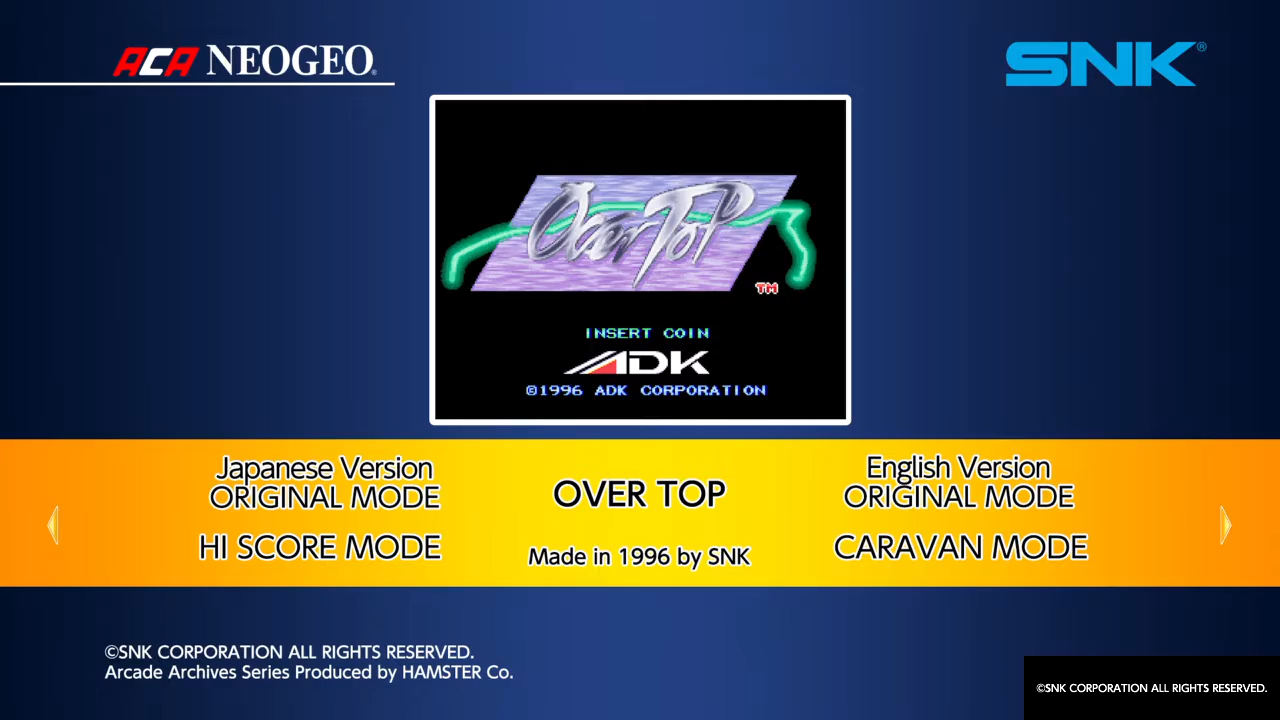 ACA NEOGEO®
SNK®
Over Top
TM
INSERT COIN
ADK
©1996 ADK CORPORATION
Japanese Version
ORIGINAL MODE
HI SCORE MODE
OVER TOP
Made in 1996 by SNK
English Version
ORIGINAL MODE
CARAVAN MODE
©SNK CORPORATION ALL RIGHTS RESERVED.
Arcade Archives Series Produced by HAMSTER Co.
©SNK CORPORATION ALL RIGHTS RESERVED.